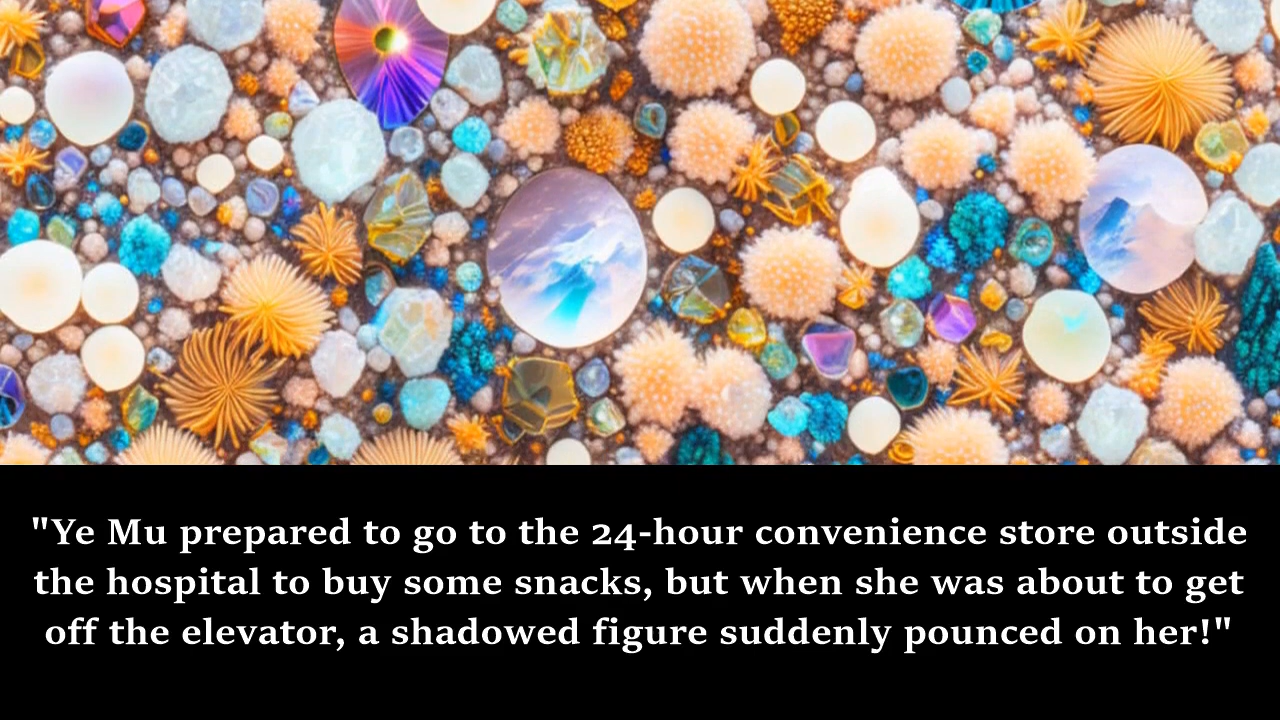 "Ye Mu prepared to go to the 24-hour convenience store outside
the hospital to buy some snacks, but when she was about to get
off the elevator, a shadowed figure suddenly pounced on her!"